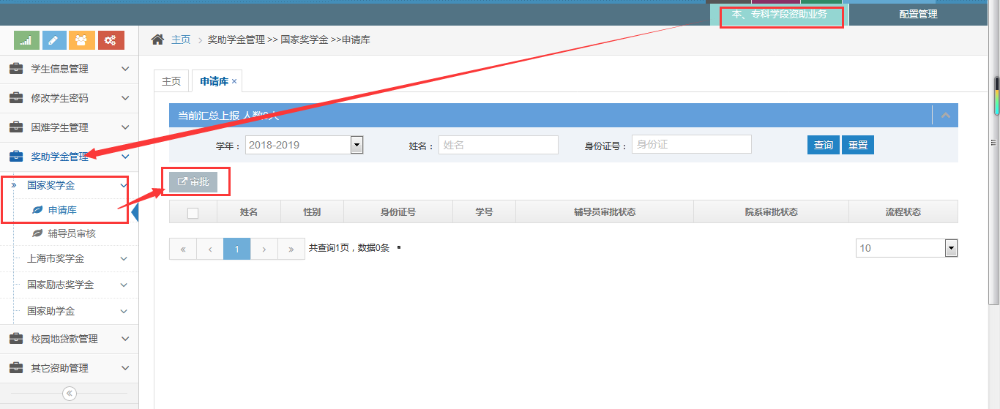 本、专科学段资助业务
配置管理
主页 > 奖助学金管理 >> 国家奖学金 >>申请库
学生信息管理
修改学生密码
困难学生管理
奖助学金管理
国家奖学金
申请库
辅导员审核
上海市奖学金
国家励志奖学金
国家助学金
校园地贷款管理
其它资助管理
主页 申请库 ×
当前汇总上报 人数0人
学年： 2018-2019 姓名： 姓名 身份证号： 身份证 查询 重置
审批
姓名 性别 身份证号 学号 辅导员审批状态 院系审批状态 流程状态
« ‹ 1 › » 共查询1页，数据0条 10